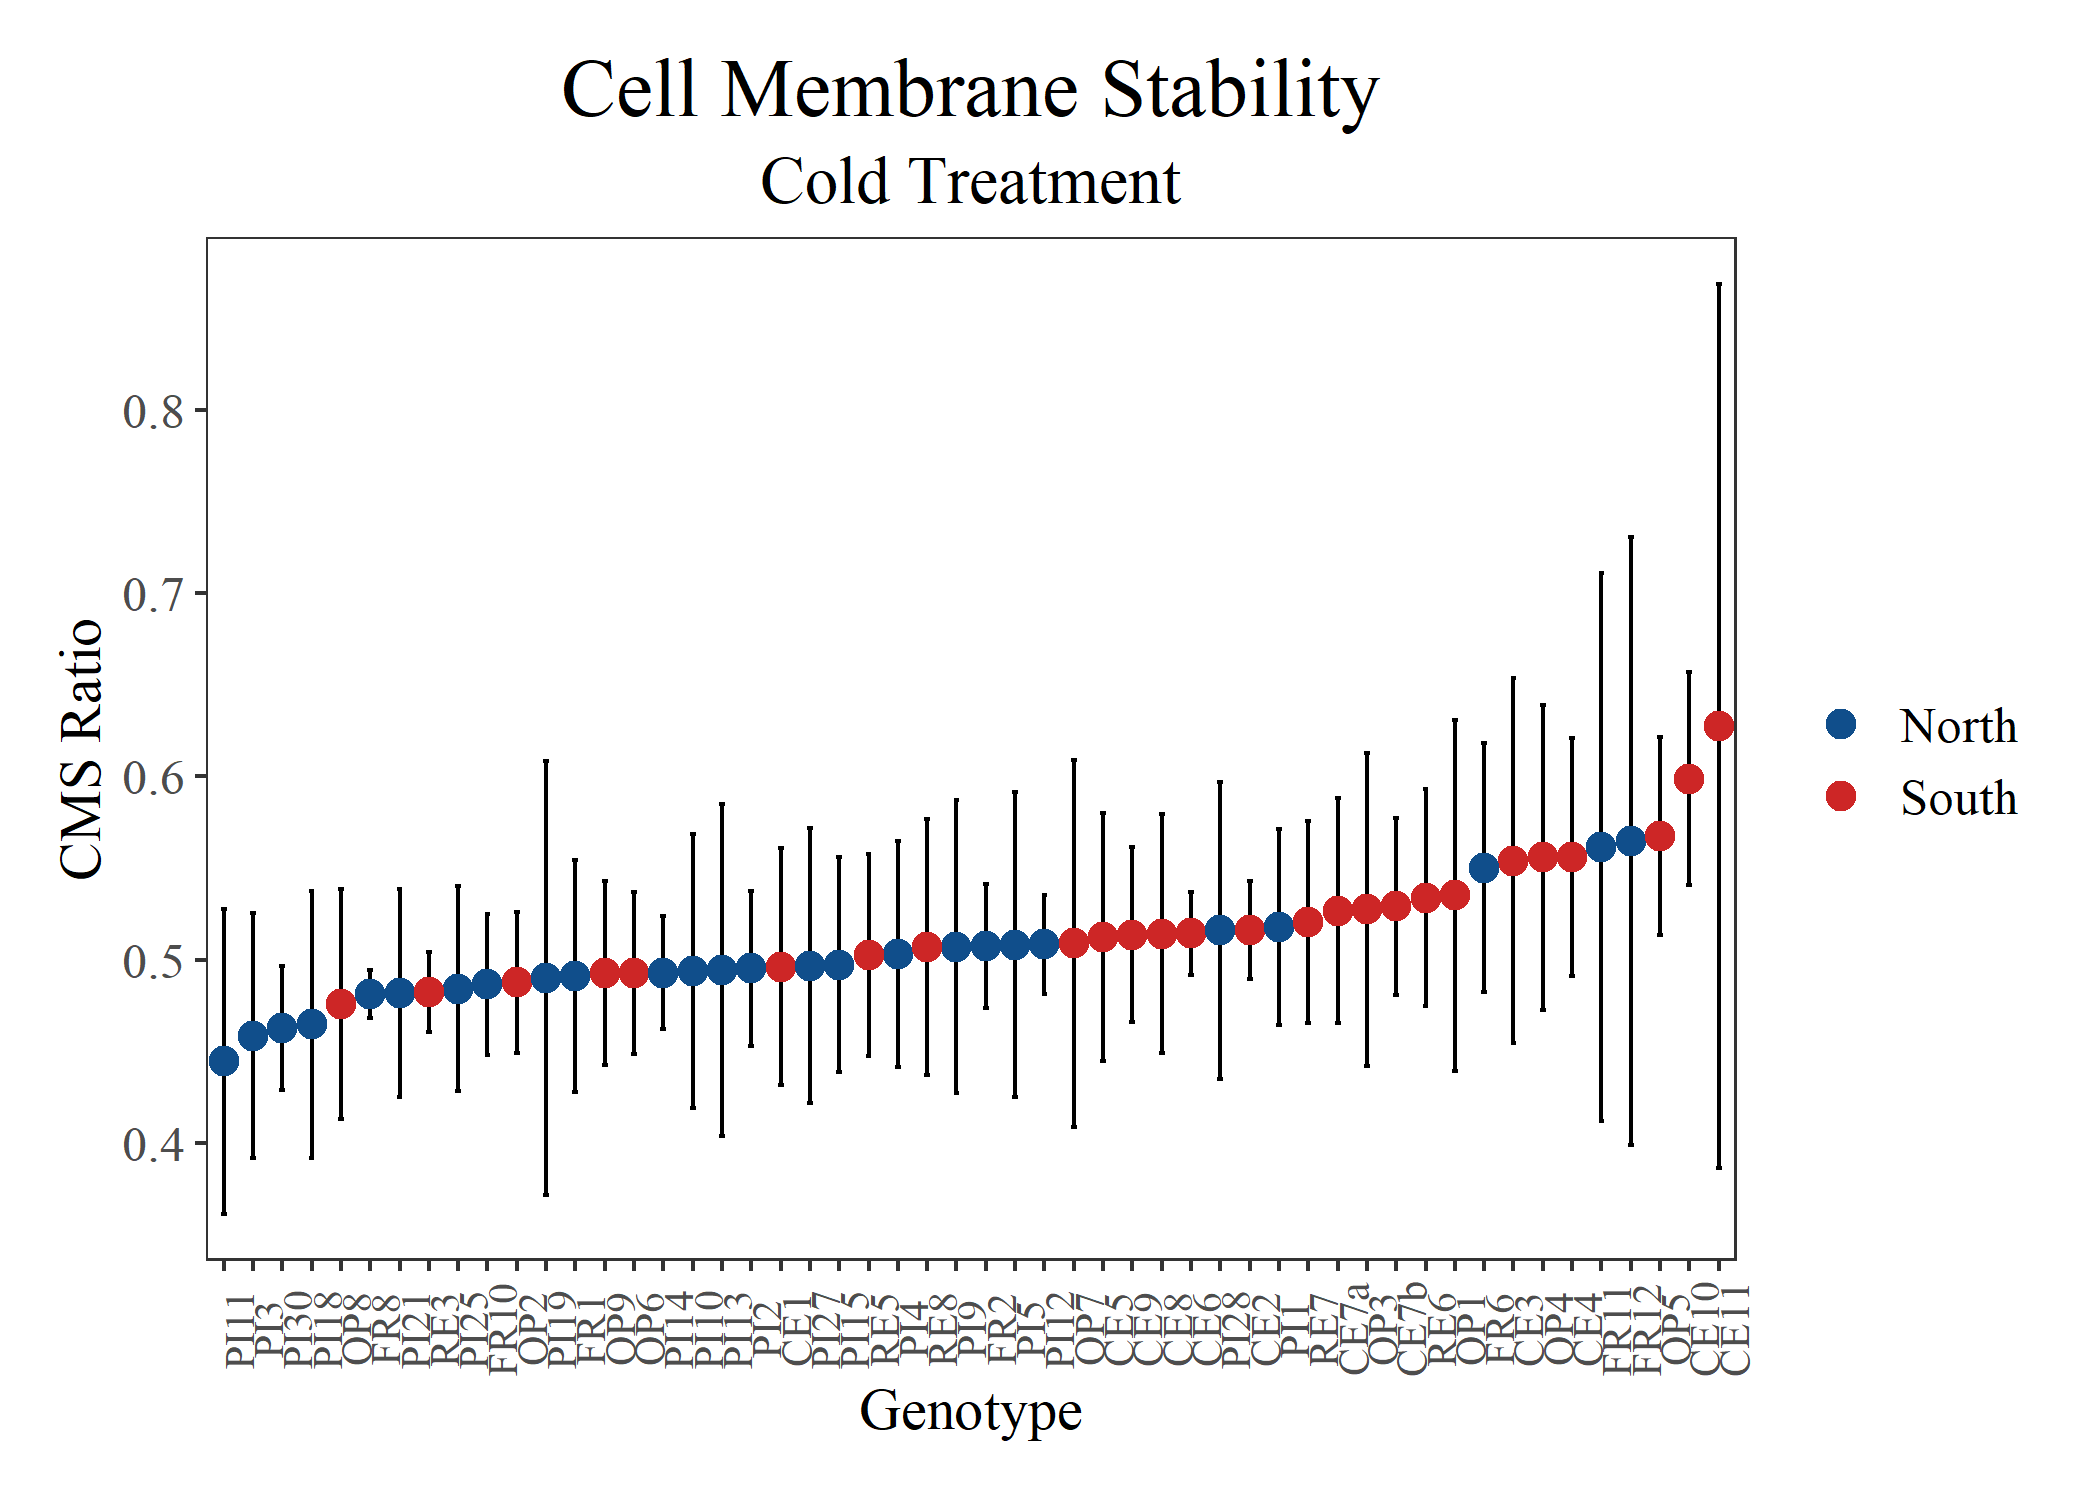 Cell Membrane Stability
Cold Treatment
CMS Ratio
0.8
0.7
0.6
0.5
0.4
PI11 PI3 PI30 PI18 OP8 FR8 PI21 RE3 PI25 FR10 OP2 PI19 FR1 OP9 OP6 PI14 PI10 PI13 PI2 CE1 PI27 PI15 RE5 PI4 RE8 PI9 FR2 PI5 PI12 OP7 CE5 CE9 CE8 CE6 PI28 CE2 PI1 RE7 CE7a OP3 CE7b RE6 OP1 FR6 CE3 OP4 CE4 FR11 FR12 OP5 CE10 CE11
Genotype
North
South